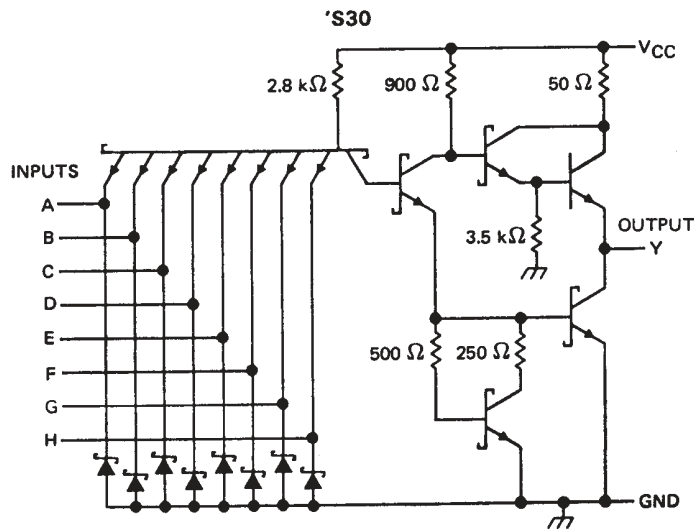 'S30
VCC
2.8 kΩ
900 Ω
50 Ω
INPUTS
A
B
C
D
E
F
G
H
3.5 kΩ
OUTPUT
Y
500 Ω
250 Ω
GND